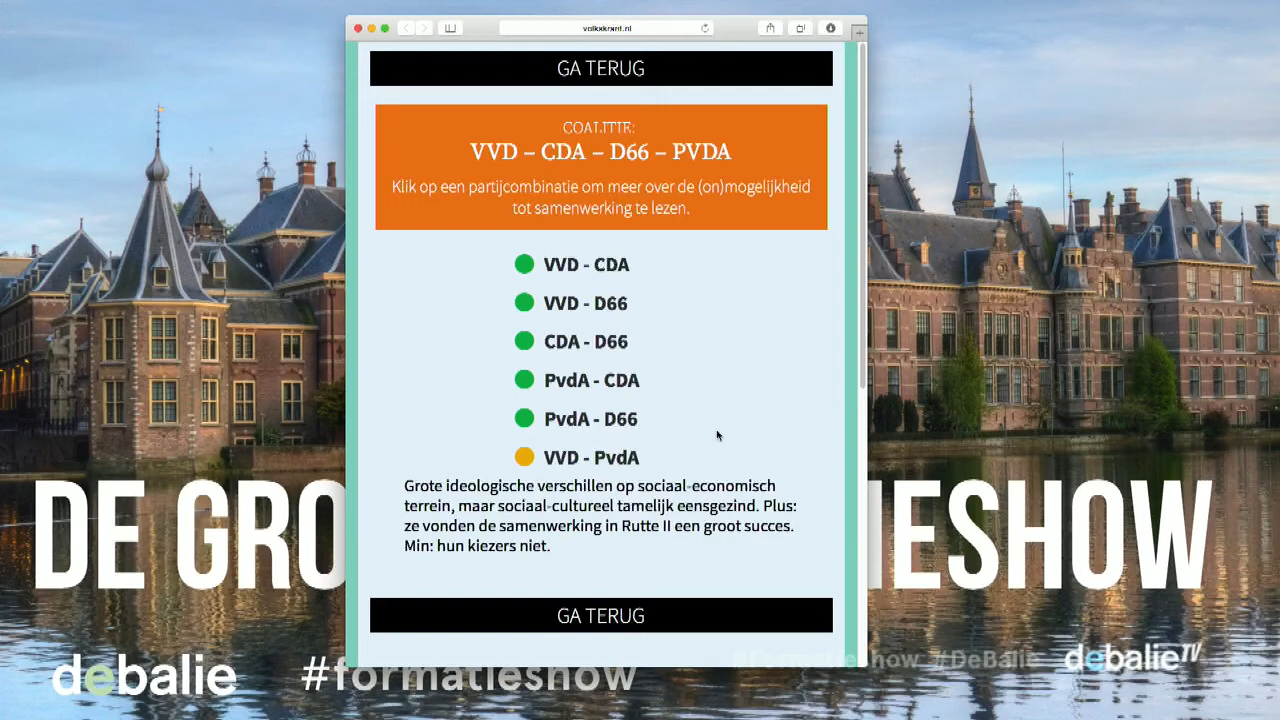 volkskrant.nl
GA TERUG
COALITIE:
VVD – CDA – D66 – PVDA
Klik op een partijcombinatie om meer over de (on)mogelijkheid
tot samenwerking te lezen.
VVD - CDA
VVD - D66
CDA - D66
PvdA - CDA
PvdA - D66
VVD - PvdA
Grote ideologische verschillen op sociaal-economisch
terrein, maar sociaal-cultureel tamelijk eensgezind. Plus:
ze vonden de samenwerking in Rutte II een groot succes.
Min: hun kiezers niet.
DE GRO IESHOW
GA TERUG
debalie #formatieshow #Formatieshow #DeBalie debalieTV